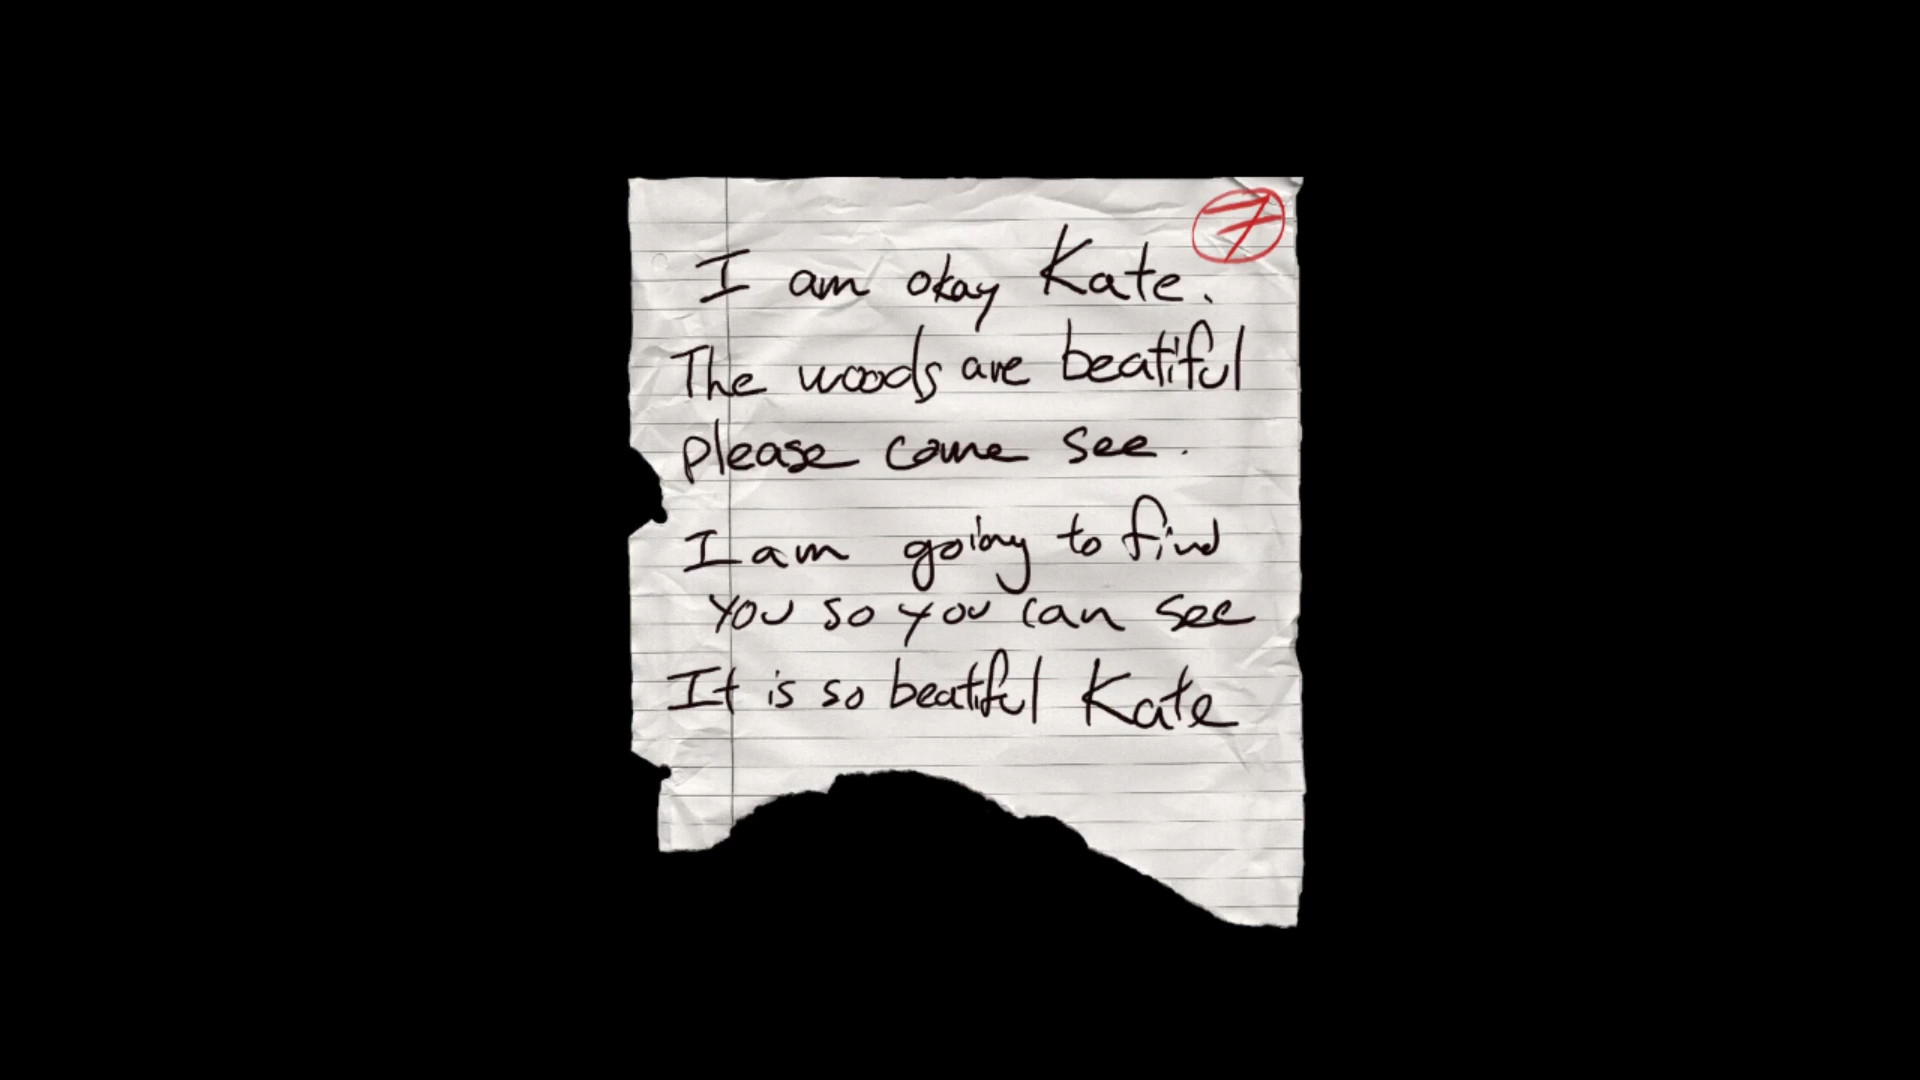 7
I am okay Kate.
The woods are beatiful
please come see.
I am going to find
you so you can see
It is so beatiful Kate